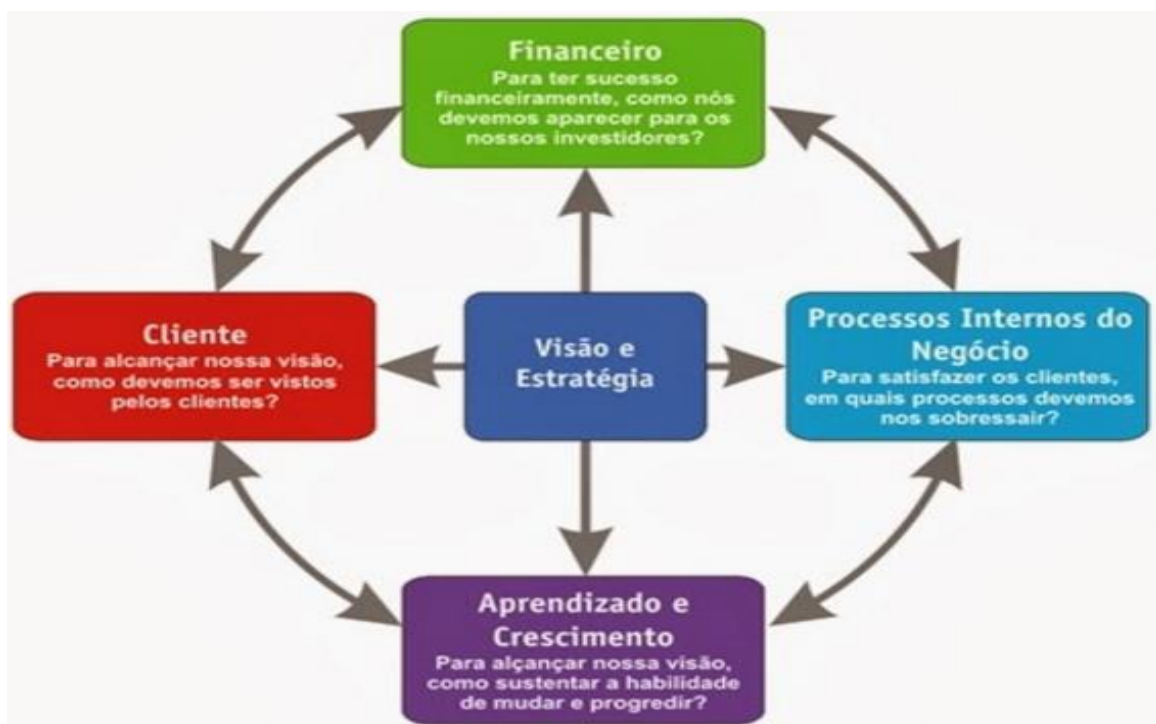 Financeiro
Para ter sucesso
financeiramente, como nós
devemos aparecer para os
nossos investidores?
Cliente
Para alcançar nossa visão,
como devemos ser vistos
pelos clientes?
Visão e
Estratégia
Processos Internos do
Negócio
Para satisfazer os clientes,
em quais processos devemos
nos sobressair?
Aprendizado e
Crescimento
Para alçançar nossa visão,
como sustentar a habilidade
de mudar e progredir?